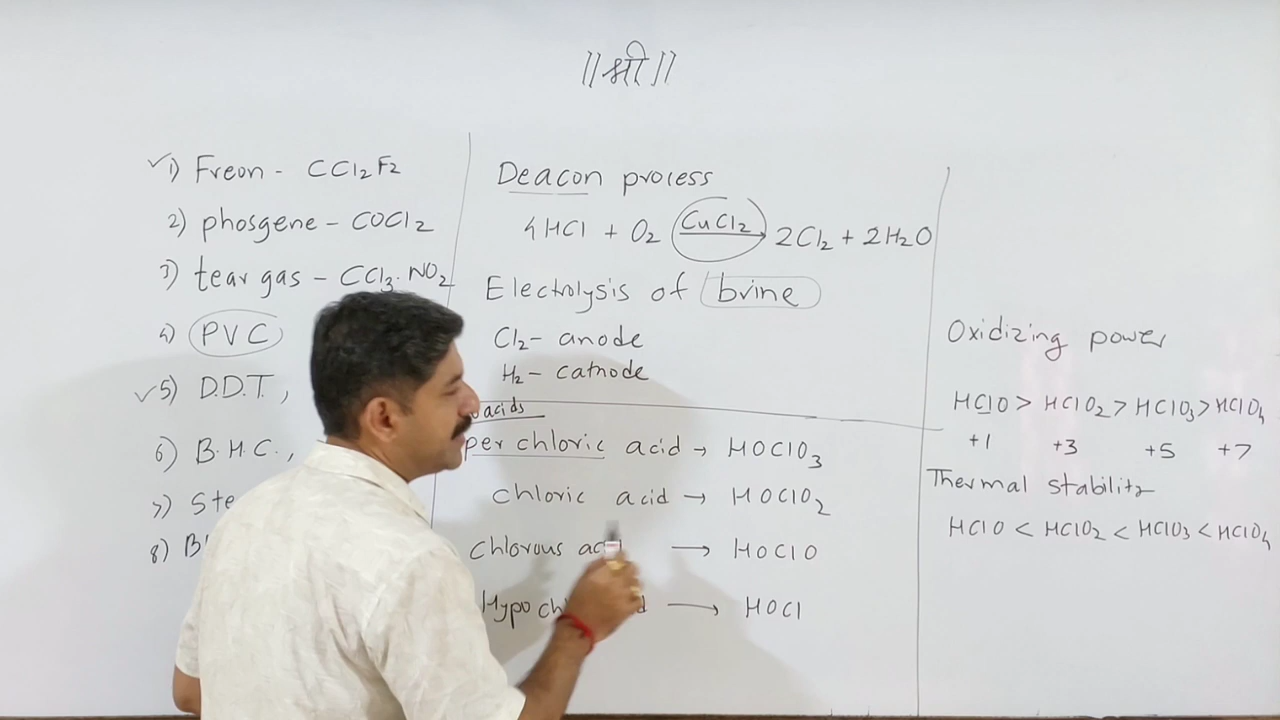 ॥श्री॥
1) Freon - CCl2F2
2) phosgene - COCl2
3) tear gas - CCl3.NO2
4) PVC
5) D.D.T.,
6) B.H.C.,
7)
8)
Deacon process
4HCl + O2 CuCl2 → 2Cl2 + 2H2O
Electrolysis of brine
Cl2 - anode
H2 - cathode
acids
per chloric acid → HOClO3
chloric acid → HOClO2
Chlorous → HOClO
Hypo → HOCl
Oxidizing power
HClO > HClO2 > HClO3 > HClO4
+1 +3 +5 +7
Thermal stability
HClO < HClO2 < HClO3 < HClO4